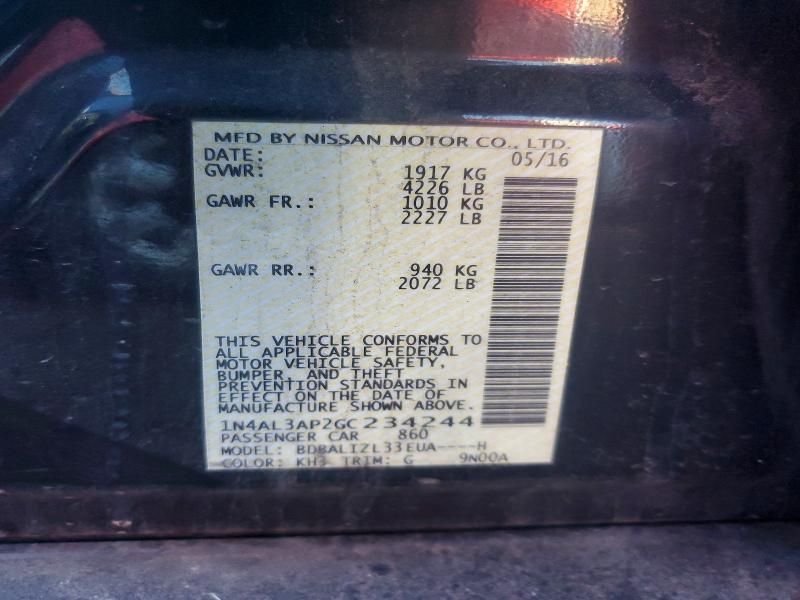 MFD BY NISSAN MOTOR CO., LTD.
DATE: 05/16
GVWR: 1917 KG
4226 LB
GAWR FR.: 1010 KG
2227 LB
GAWR RR.: 940 KG
2072 LB
THIS VEHICLE CONFORMS TO
ALL APPLICABLE FEDERAL
MOTOR VEHICLE SAFETY,
BUMPER, AND THEFT
PREVENTION STANDARDS IN
EFFECT ON THE DATE OF
MANUFACTURE SHOWN ABOVE.
1N4AL3AP2GC234244
PASSENGER CAR 860
MODEL: BDBALIZL33EUA----H
COLOR: KH3 TRIM: G 9N00A